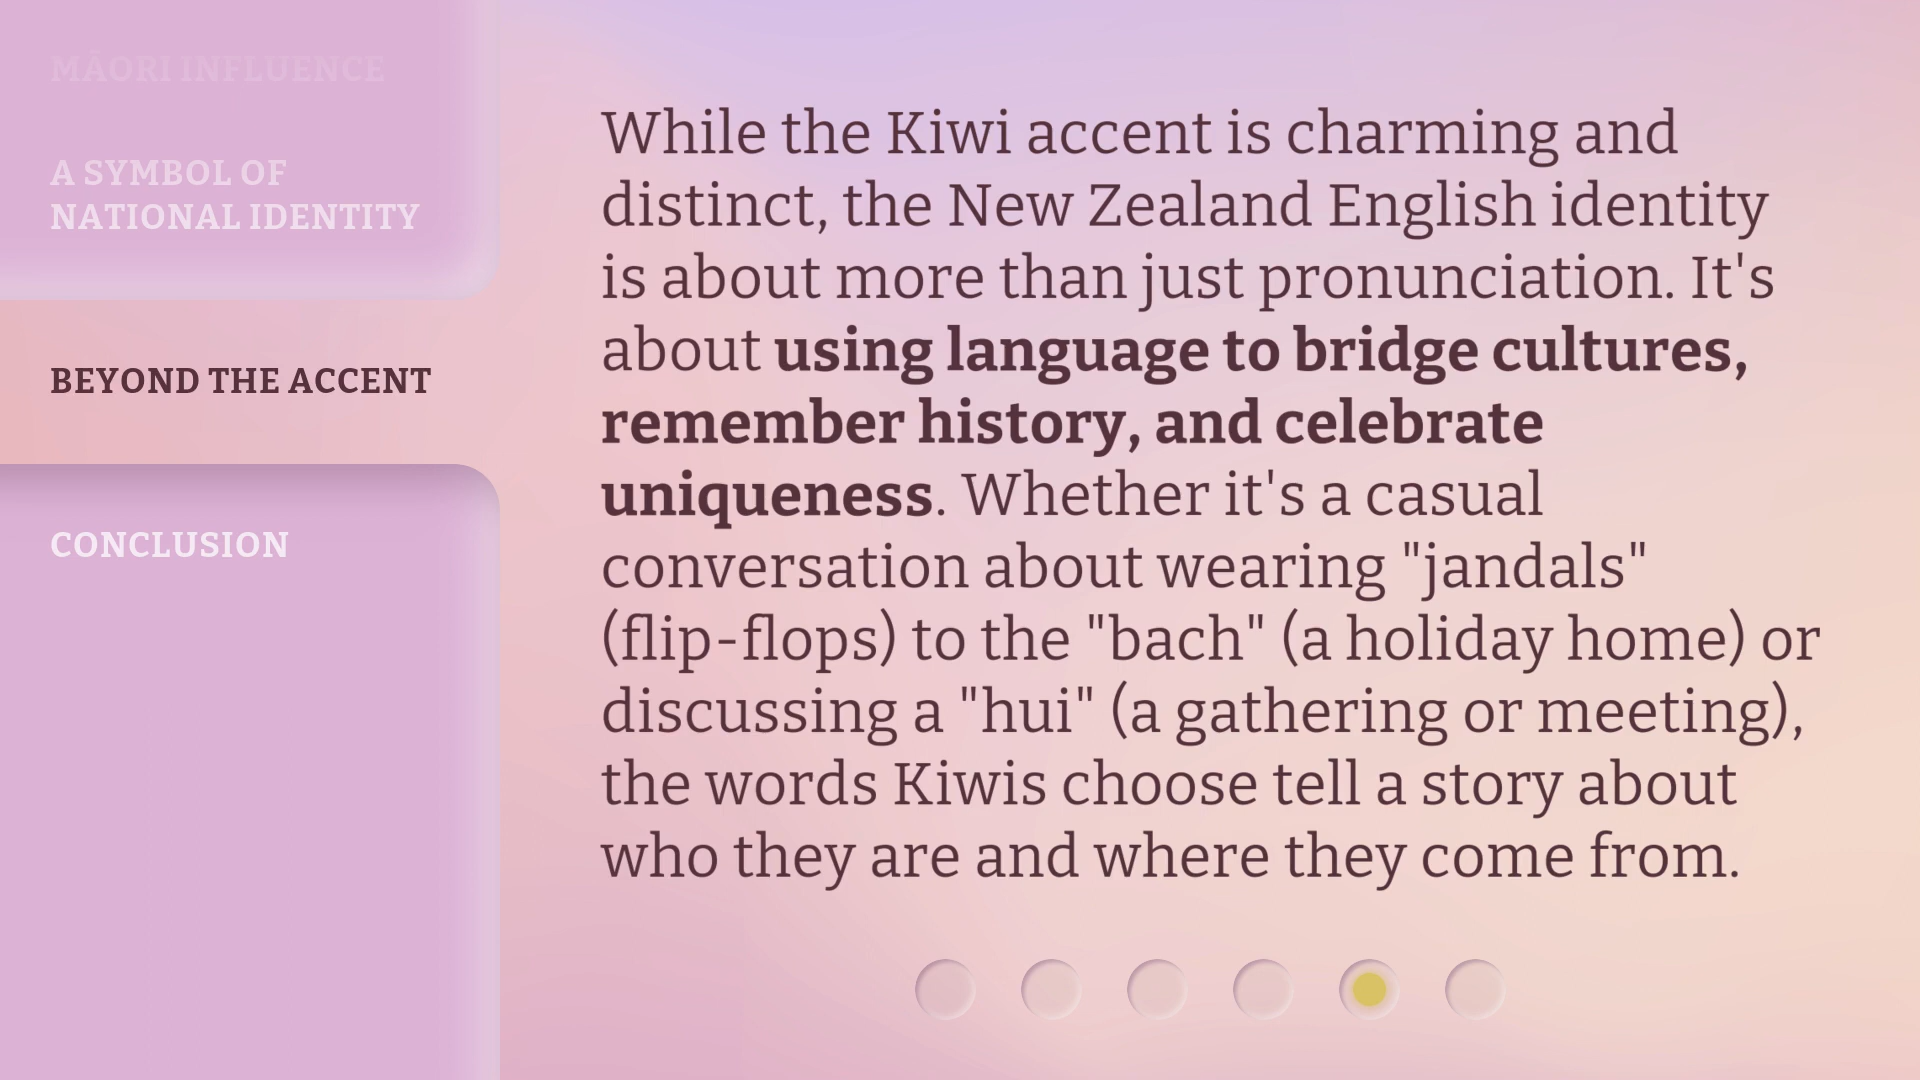 MĀORI INFLUENCE
A SYMBOL OF
NATIONAL IDENTITY
BEYOND THE ACCENT
CONCLUSION
While the Kiwi accent is charming and
distinct, the New Zealand English identity
is about more than just pronunciation. It's
about using language to bridge cultures,
remember history, and celebrate
uniqueness. Whether it's a casual
conversation about wearing "jandals"
(flip-flops) to the "bach" (a holiday home) or
discussing a "hui" (a gathering or meeting),
the words Kiwis choose tell a story about
who they are and where they come from.